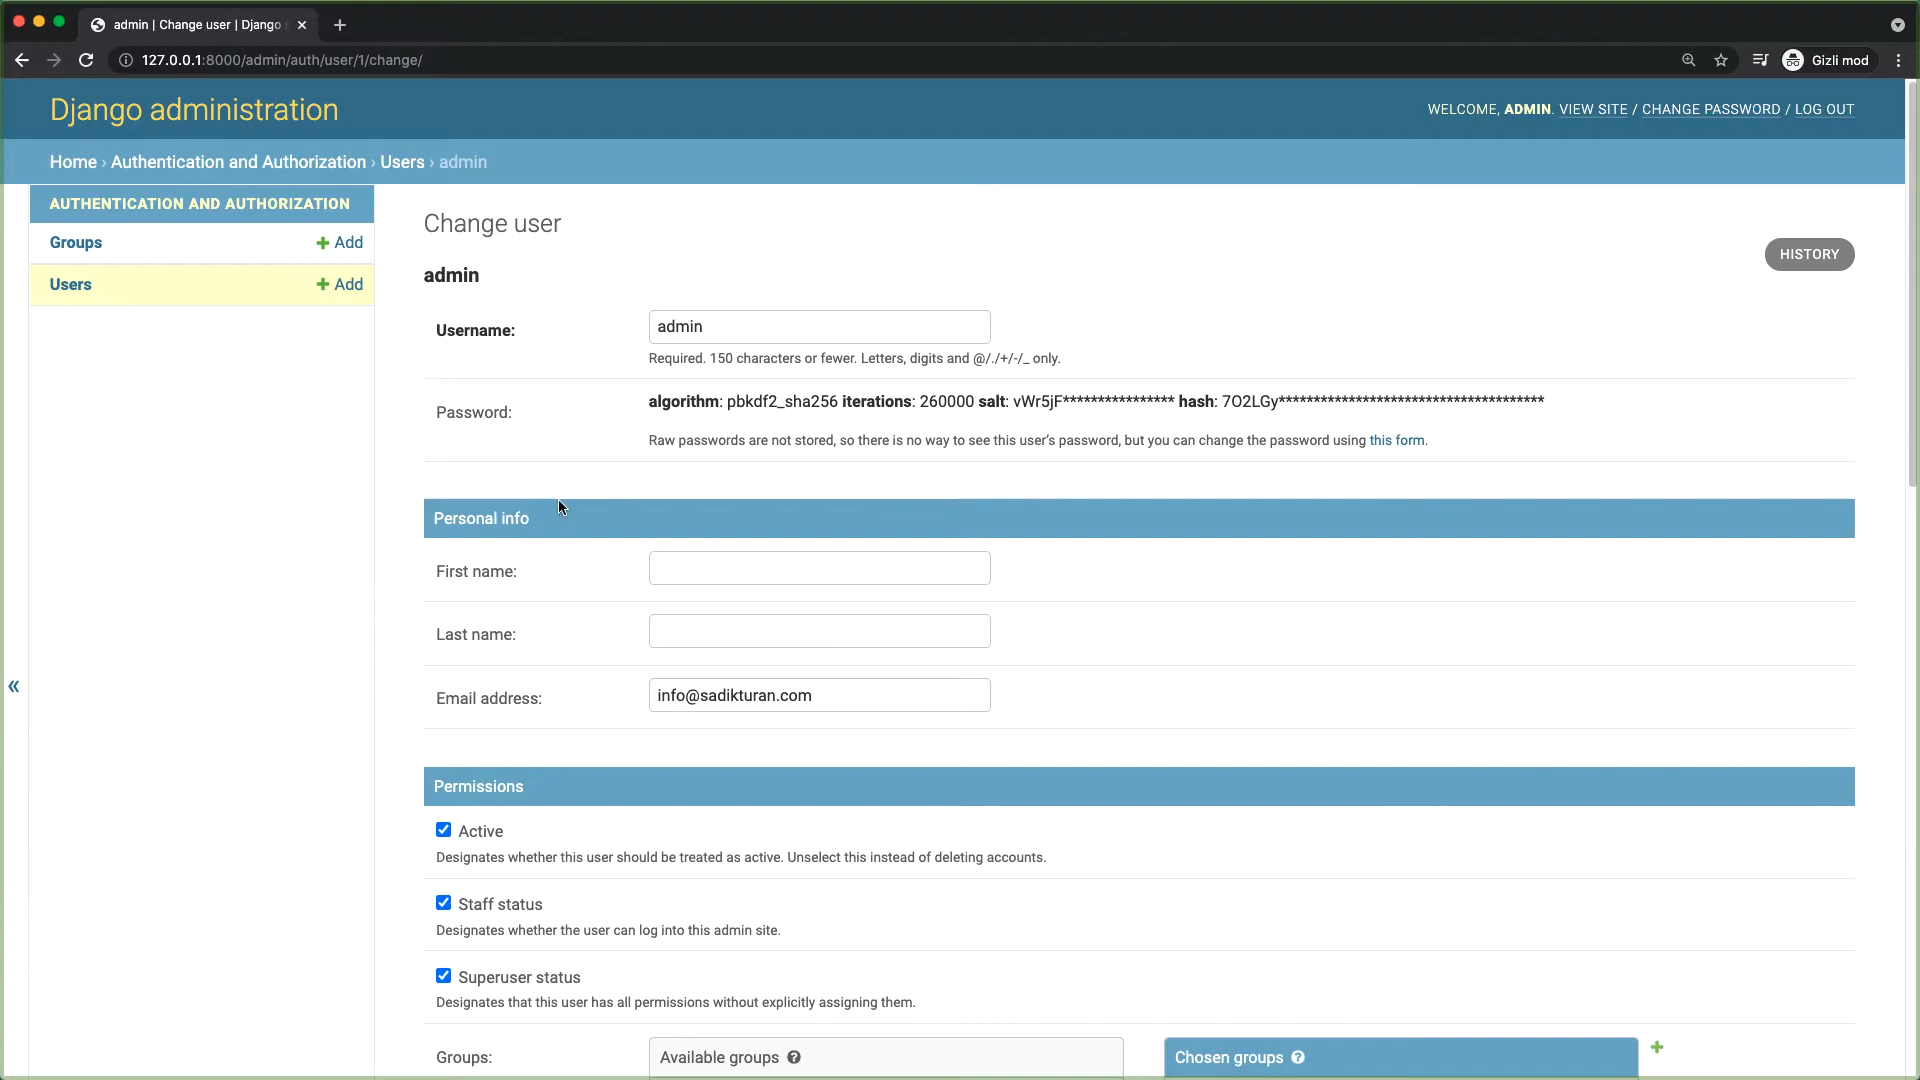 admin | Change user | Django s
127.0.0.1:8000/admin/auth/user/1/change/
Gizli mod
Django administration
WELCOME, ADMIN. VIEW SITE / CHANGE PASSWORD / LOG OUT
Home › Authentication and Authorization › Users › admin
AUTHENTICATION AND AUTHORIZATION
Groups
+ Add
Users
+ Add
«
Change user
HISTORY
admin
Username:
admin
Required. 150 characters or fewer. Letters, digits and @/./+/-/_ only.
Password:
algorithm: pbkdf2_sha256 iterations: 260000 salt: vWr5jF**************** hash: 7O2LGy**************************************
Raw passwords are not stored, so there is no way to see this user's password, but you can change the password using this form.
Personal info
First name:
Last name:
Email address:
info@sadikturan.com
Permissions
Active
Designates whether this user should be treated as active. Unselect this instead of deleting accounts.
Staff status
Designates whether the user can log into this admin site.
Superuser status
Designates that this user has all permissions without explicitly assigning them.
Groups:
Available groups ?
Chosen groups ?